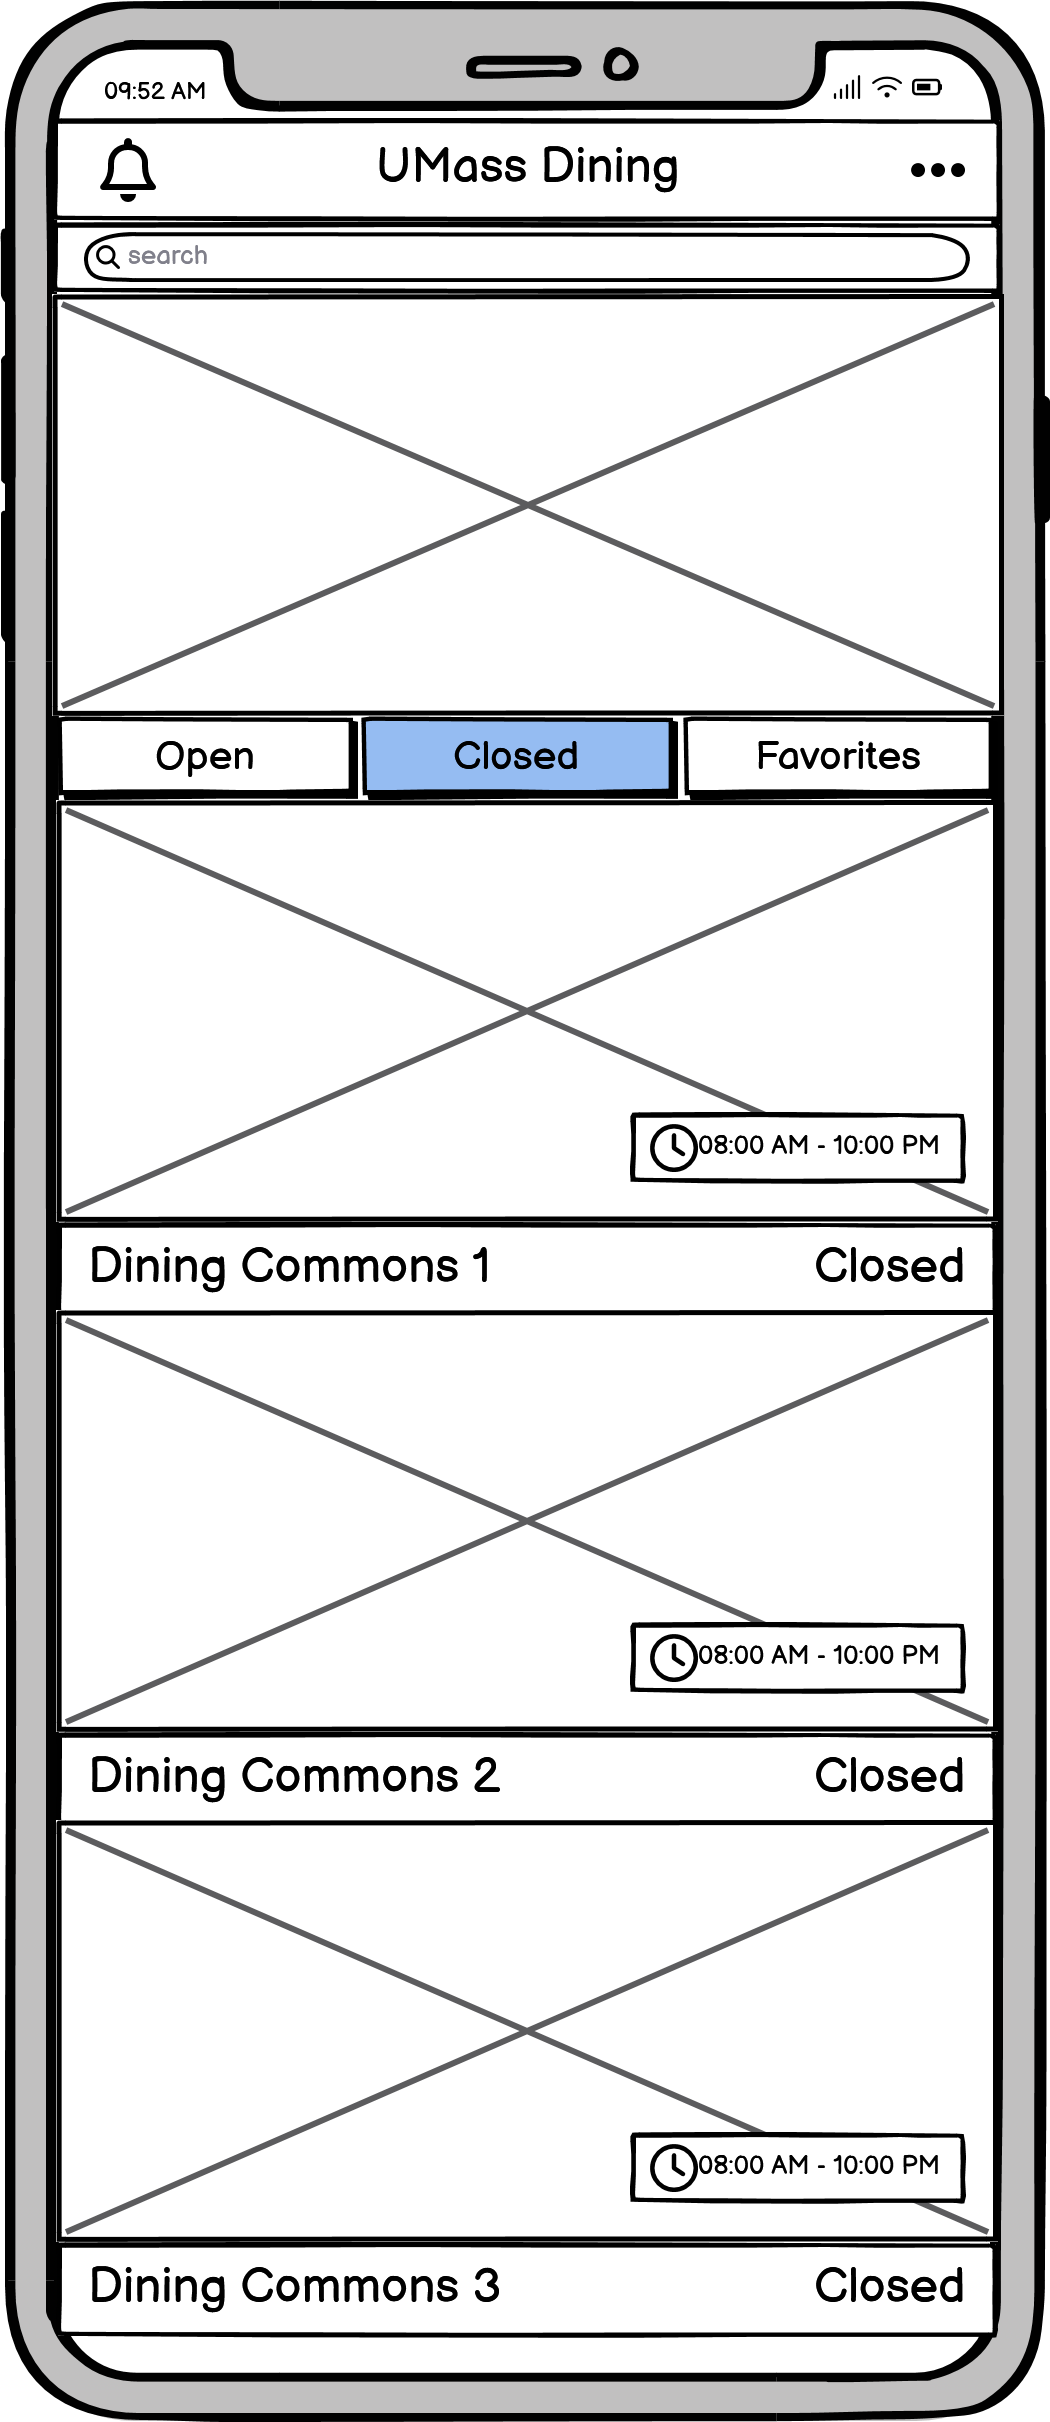 09:52 AM
UMass Dining
search
Open Closed Favorites
08:00 AM - 10:00 PM
Dining Commons 1 Closed
08:00 AM - 10:00 PM
Dining Commons 2 Closed
08:00 AM - 10:00 PM
Dining Commons 3 Closed